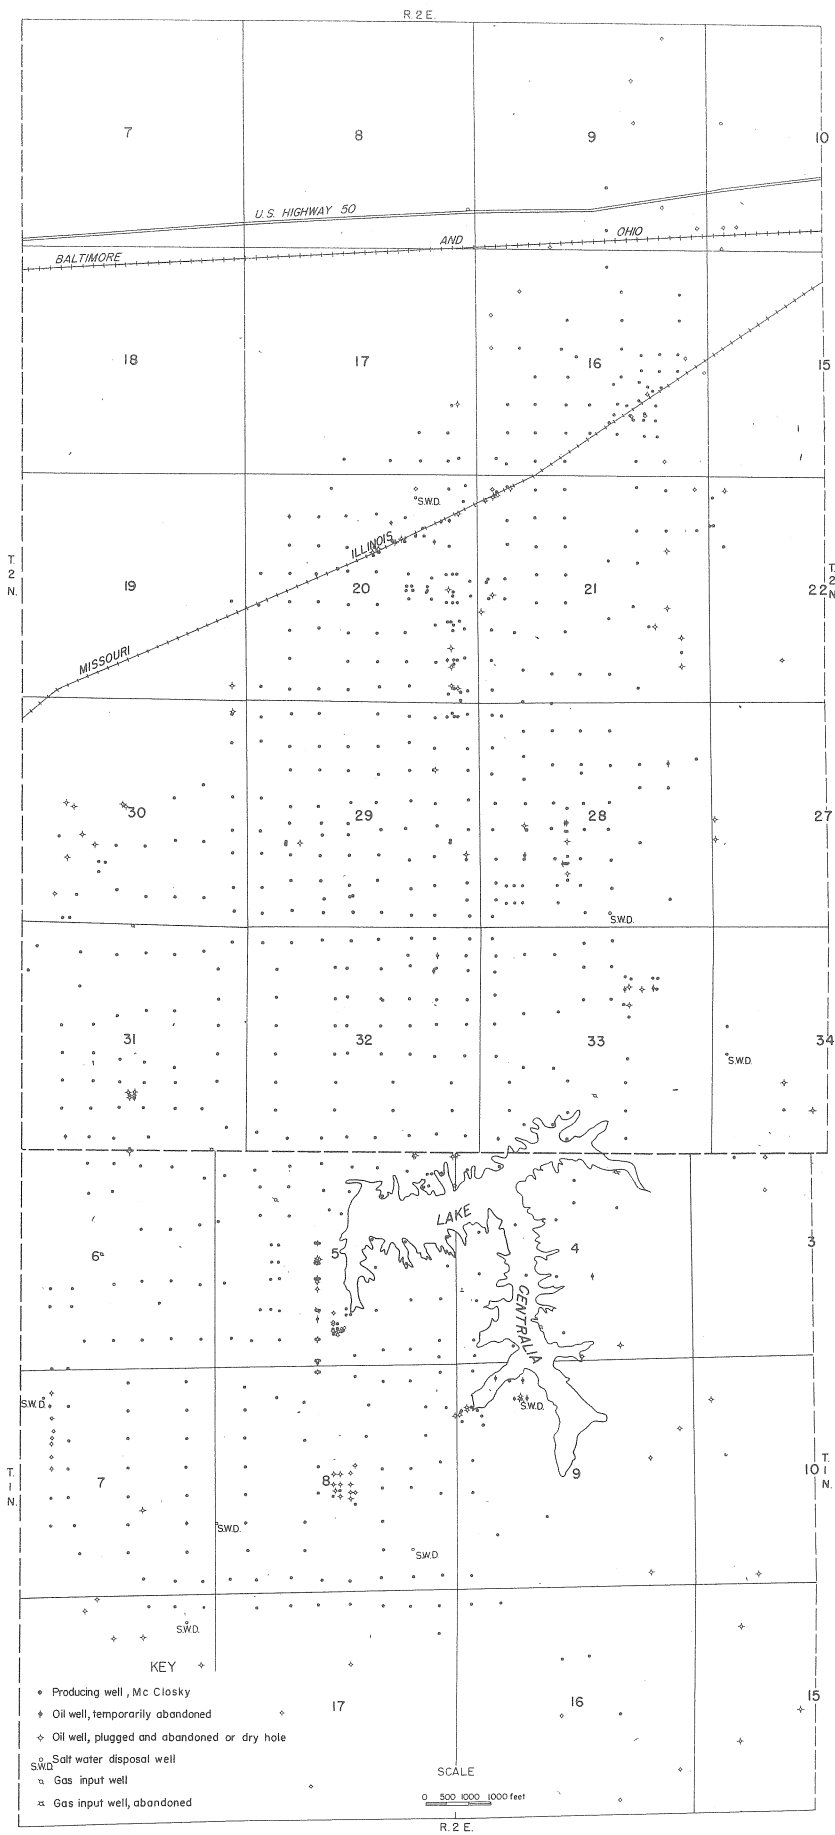 R. 2 E.
7
8
9
10
U.S. HIGHWAY 50
BALTIMORE
AND
OHIO
18
17
16
15
S.W.D.
ILLINOIS
T.
2
N.
T.
2
N.
19
20
21
22
MISSOURI
30
29
28
27
S.W.D.
31
32
33
34
S.W.D.
LAKE
CENTRALIA
6
5
4
3
S.W.D.
S.W.D.
T.
1
N.
T.
1
N.
7
8
9
10
S.W.D.
S.W.D.
S.W.D.
KEY
Producing well, Mc Closky
Oil well, temporarily abandoned
Oil well, plugged and abandoned or dry hole
S.W.D. Salt water disposal well
Gas input well
Gas input well, abandoned
17
16
15
SCALE
0 500 1000 1000 feet
R. 2 E.